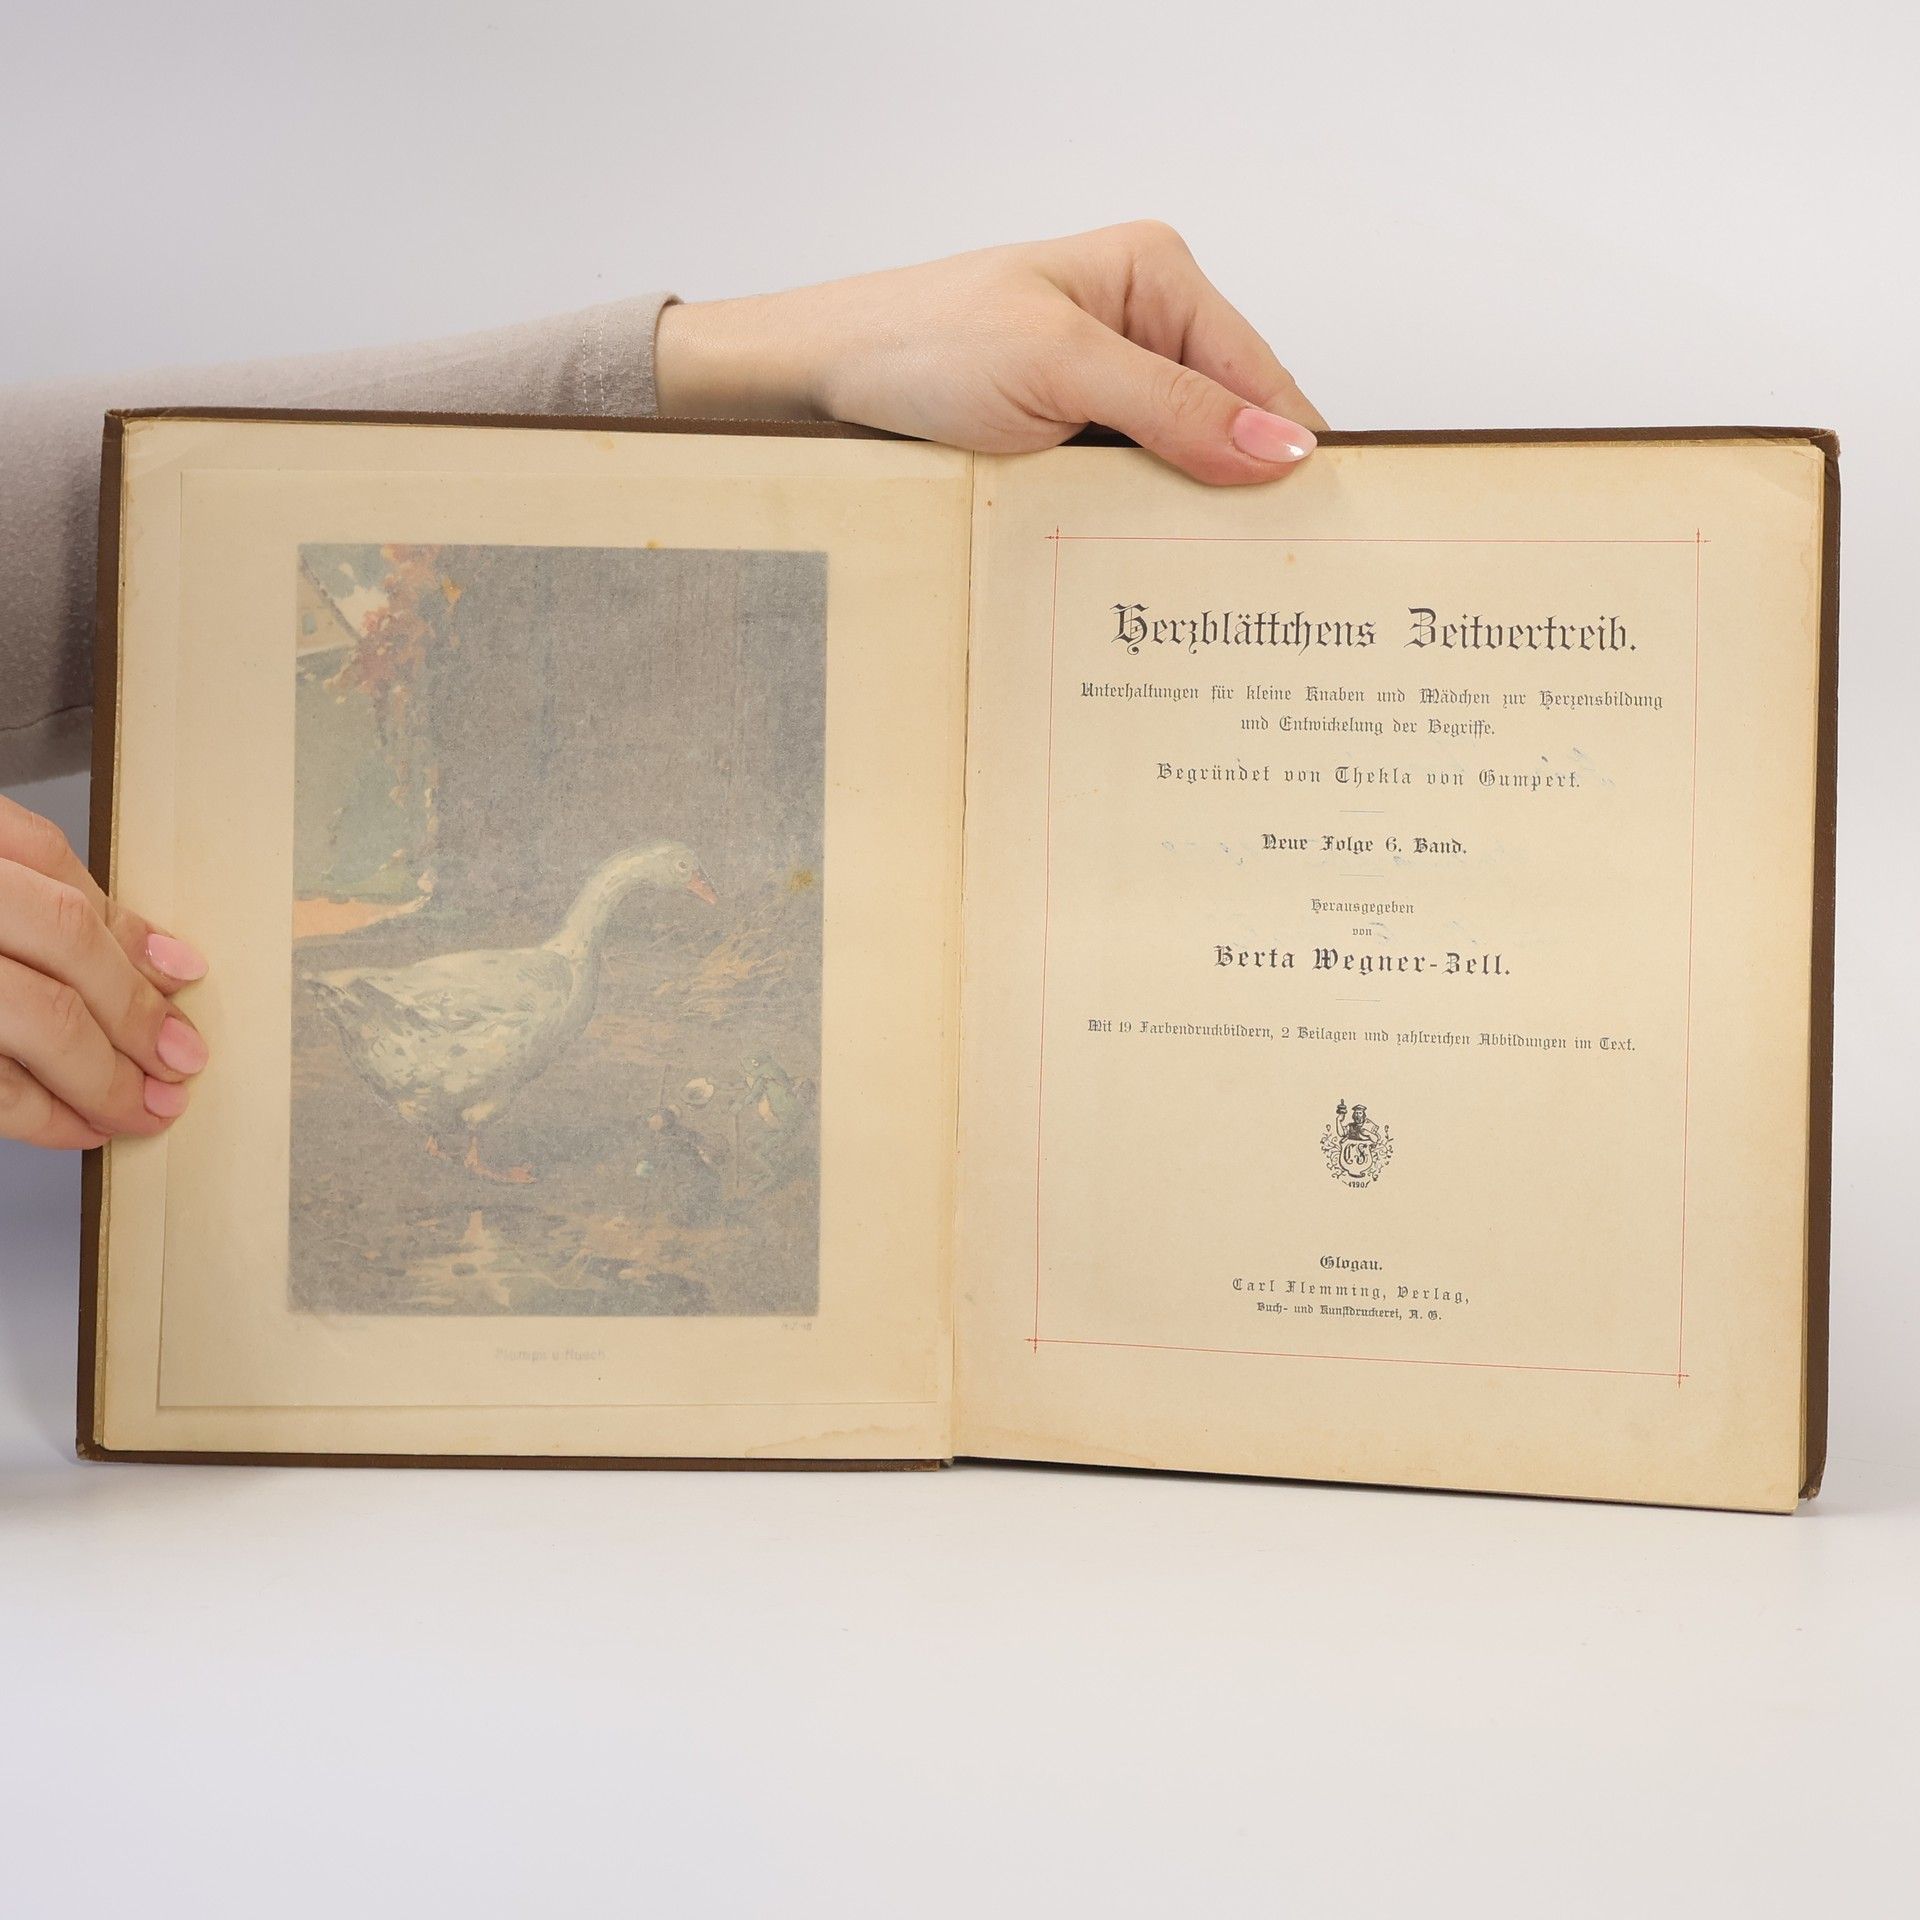 Herzblättchens Zeitvertreib.
Unterhaltungen für kleine Knaben und Mädchen zur Herzensbildung
und Entwickelung der Begriffe.
Begründet von Thekla von Gumpert.
Neue Folge 6. Band.
Herausgegeben
von
Berta Wegner-Zell.
Mit 19 Farbendruckbildern, 2 Beilagen und zahlreichen Abbildungen im Text.
CF
Glogau.
Carl Flemming, Verlag,
Buch- und Kunstdruckerei, A. G.